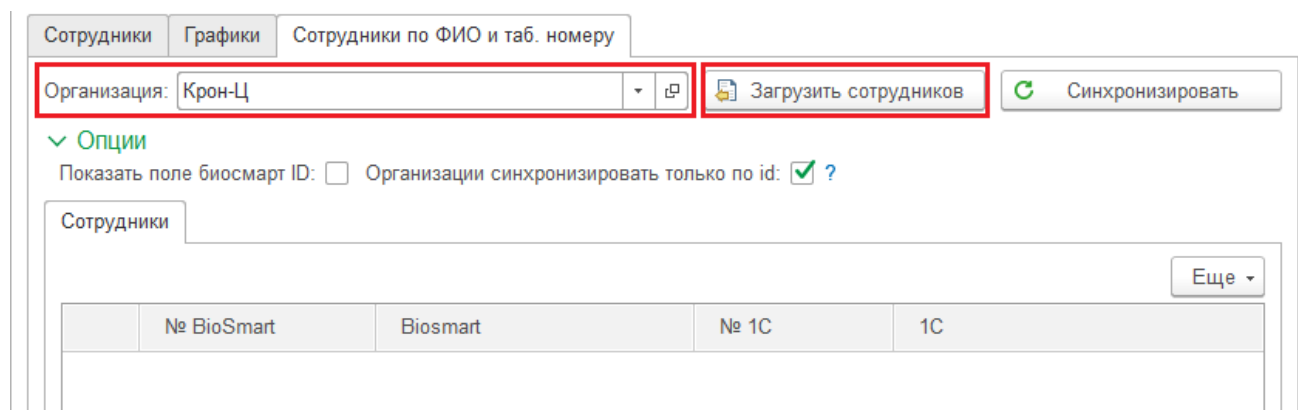 Сотрудники Графики Сотрудники по ФИО и таб. номеру
Организация: Крон-Ц Загрузить сотрудников Синхронизировать
Опции
Показать поле биосмарт ID: Организации синхронизировать только по id: ?
Сотрудники
Еще
№ BioSmart Biosmart № 1С 1С